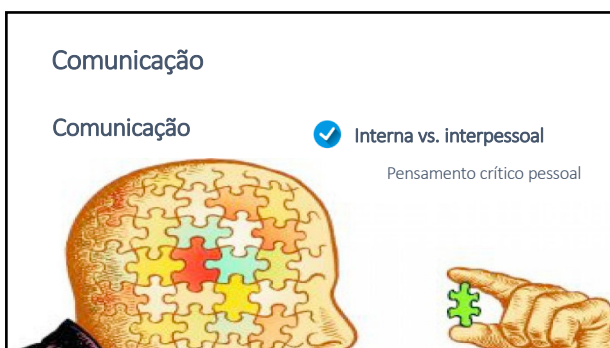 Comunicação
Comunicação
Interna vs. interpessoal
Pensamento crítico pessoal